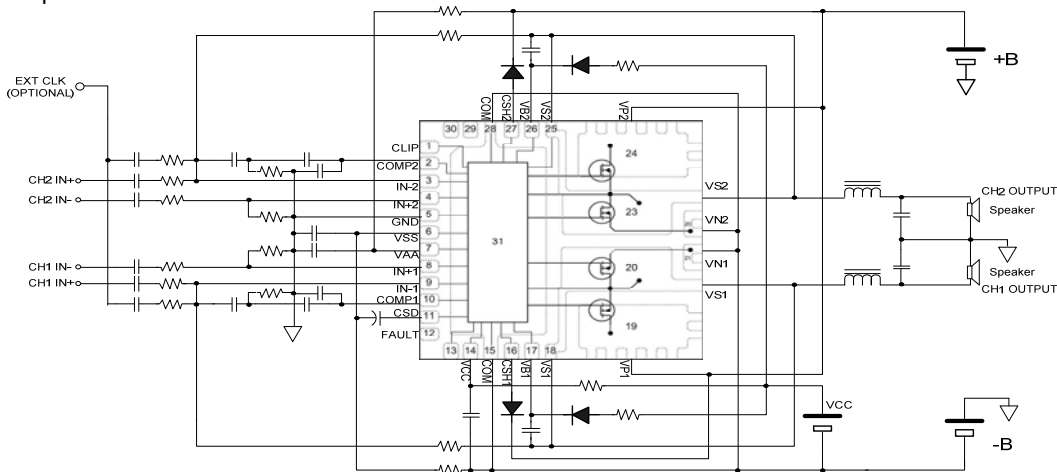 EXT CLK
(OPTIONAL)
CH2 IN+
CH2 IN-
CH1 IN-
CH1 IN+
COM
CSH2
VB2
VS2
VP2
30 29 28 27 26 25
CLIP 1
COMP2 2
IN-2 3
IN+2 4
GND 5
VSS 6
VAA 7
IN+1 8
IN-1 9
COMP1 10
CSD 11
FAULT 12
13 14 15 16 17 18
VCC
COM
CSH1
VB1
VS1
VP1
31
24
23
20
19
VS2
VN2
VN1
VS1
+B
CH2 OUTPUT
Speaker
Speaker
CH1 OUTPUT
VCC
-B